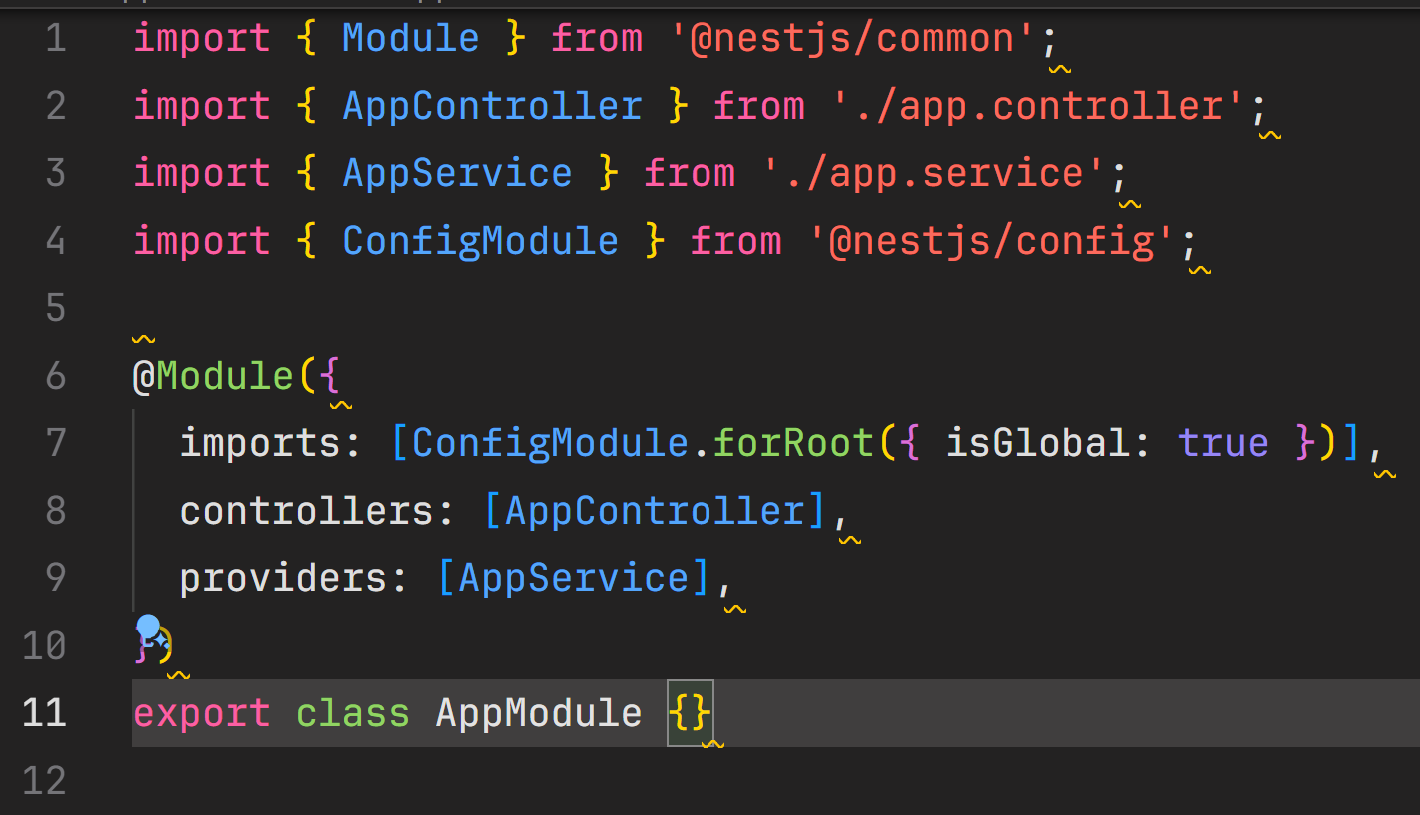 1 import { Module } from '@nestjs/common';
2 import { AppController } from './app.controller';
3 import { AppService } from './app.service';
4 import { ConfigModule } from '@nestjs/config';
5
6 @Module({
7   imports: [ConfigModule.forRoot({ isGlobal: true })],
8   controllers: [AppController],
9   providers: [AppService],
10 })
11 export class AppModule {}
12